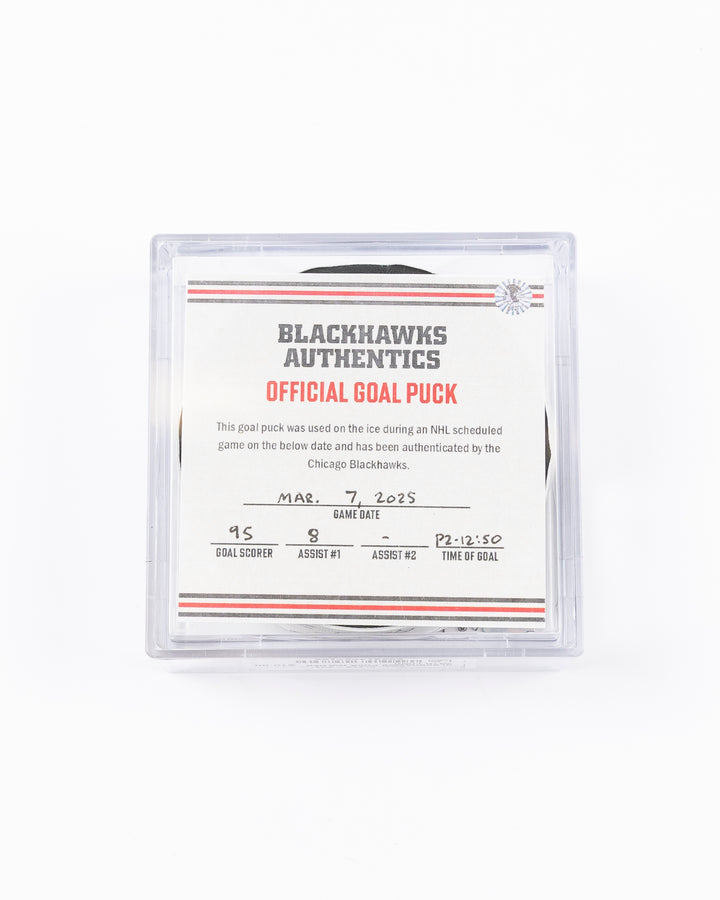 BLACKHAWKS
AUTHENTICS
OFFICIAL GOAL PUCK
This goal puck was used on the ice during an NHL scheduled
game on the below date and has been authenticated by the
Chicago Blackhawks.
MAR. 7, 2025
GAME DATE
95 8 - P2-12:50
GOAL SCORER ASSIST #1 ASSIST #2 TIME OF GOAL